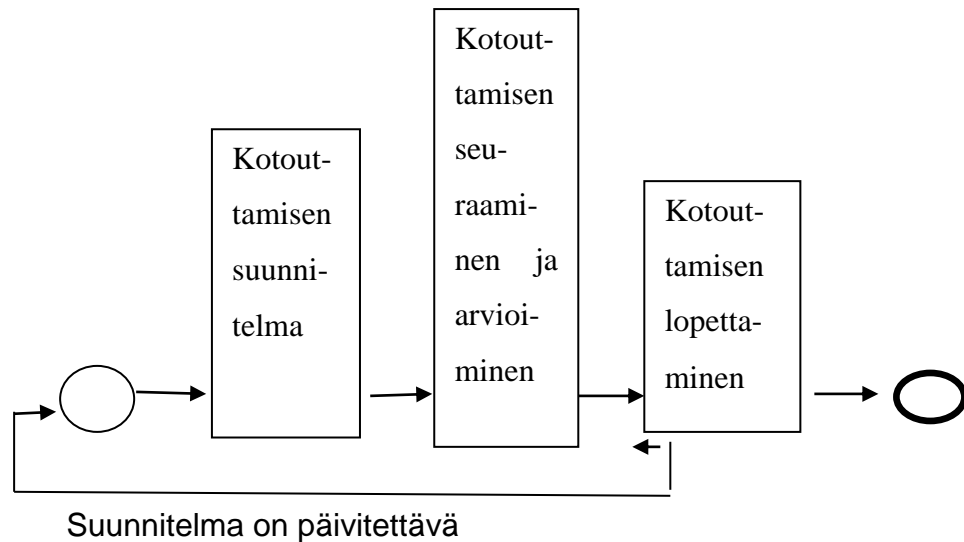 Kotout-
tamisen
suunni-
telma
Kotout-
tamisen
seu-
raami-
nen ja
arvioi-
minen
Kotout-
tamisen
lopetta-
minen
Suunnitelma on päivitettävä